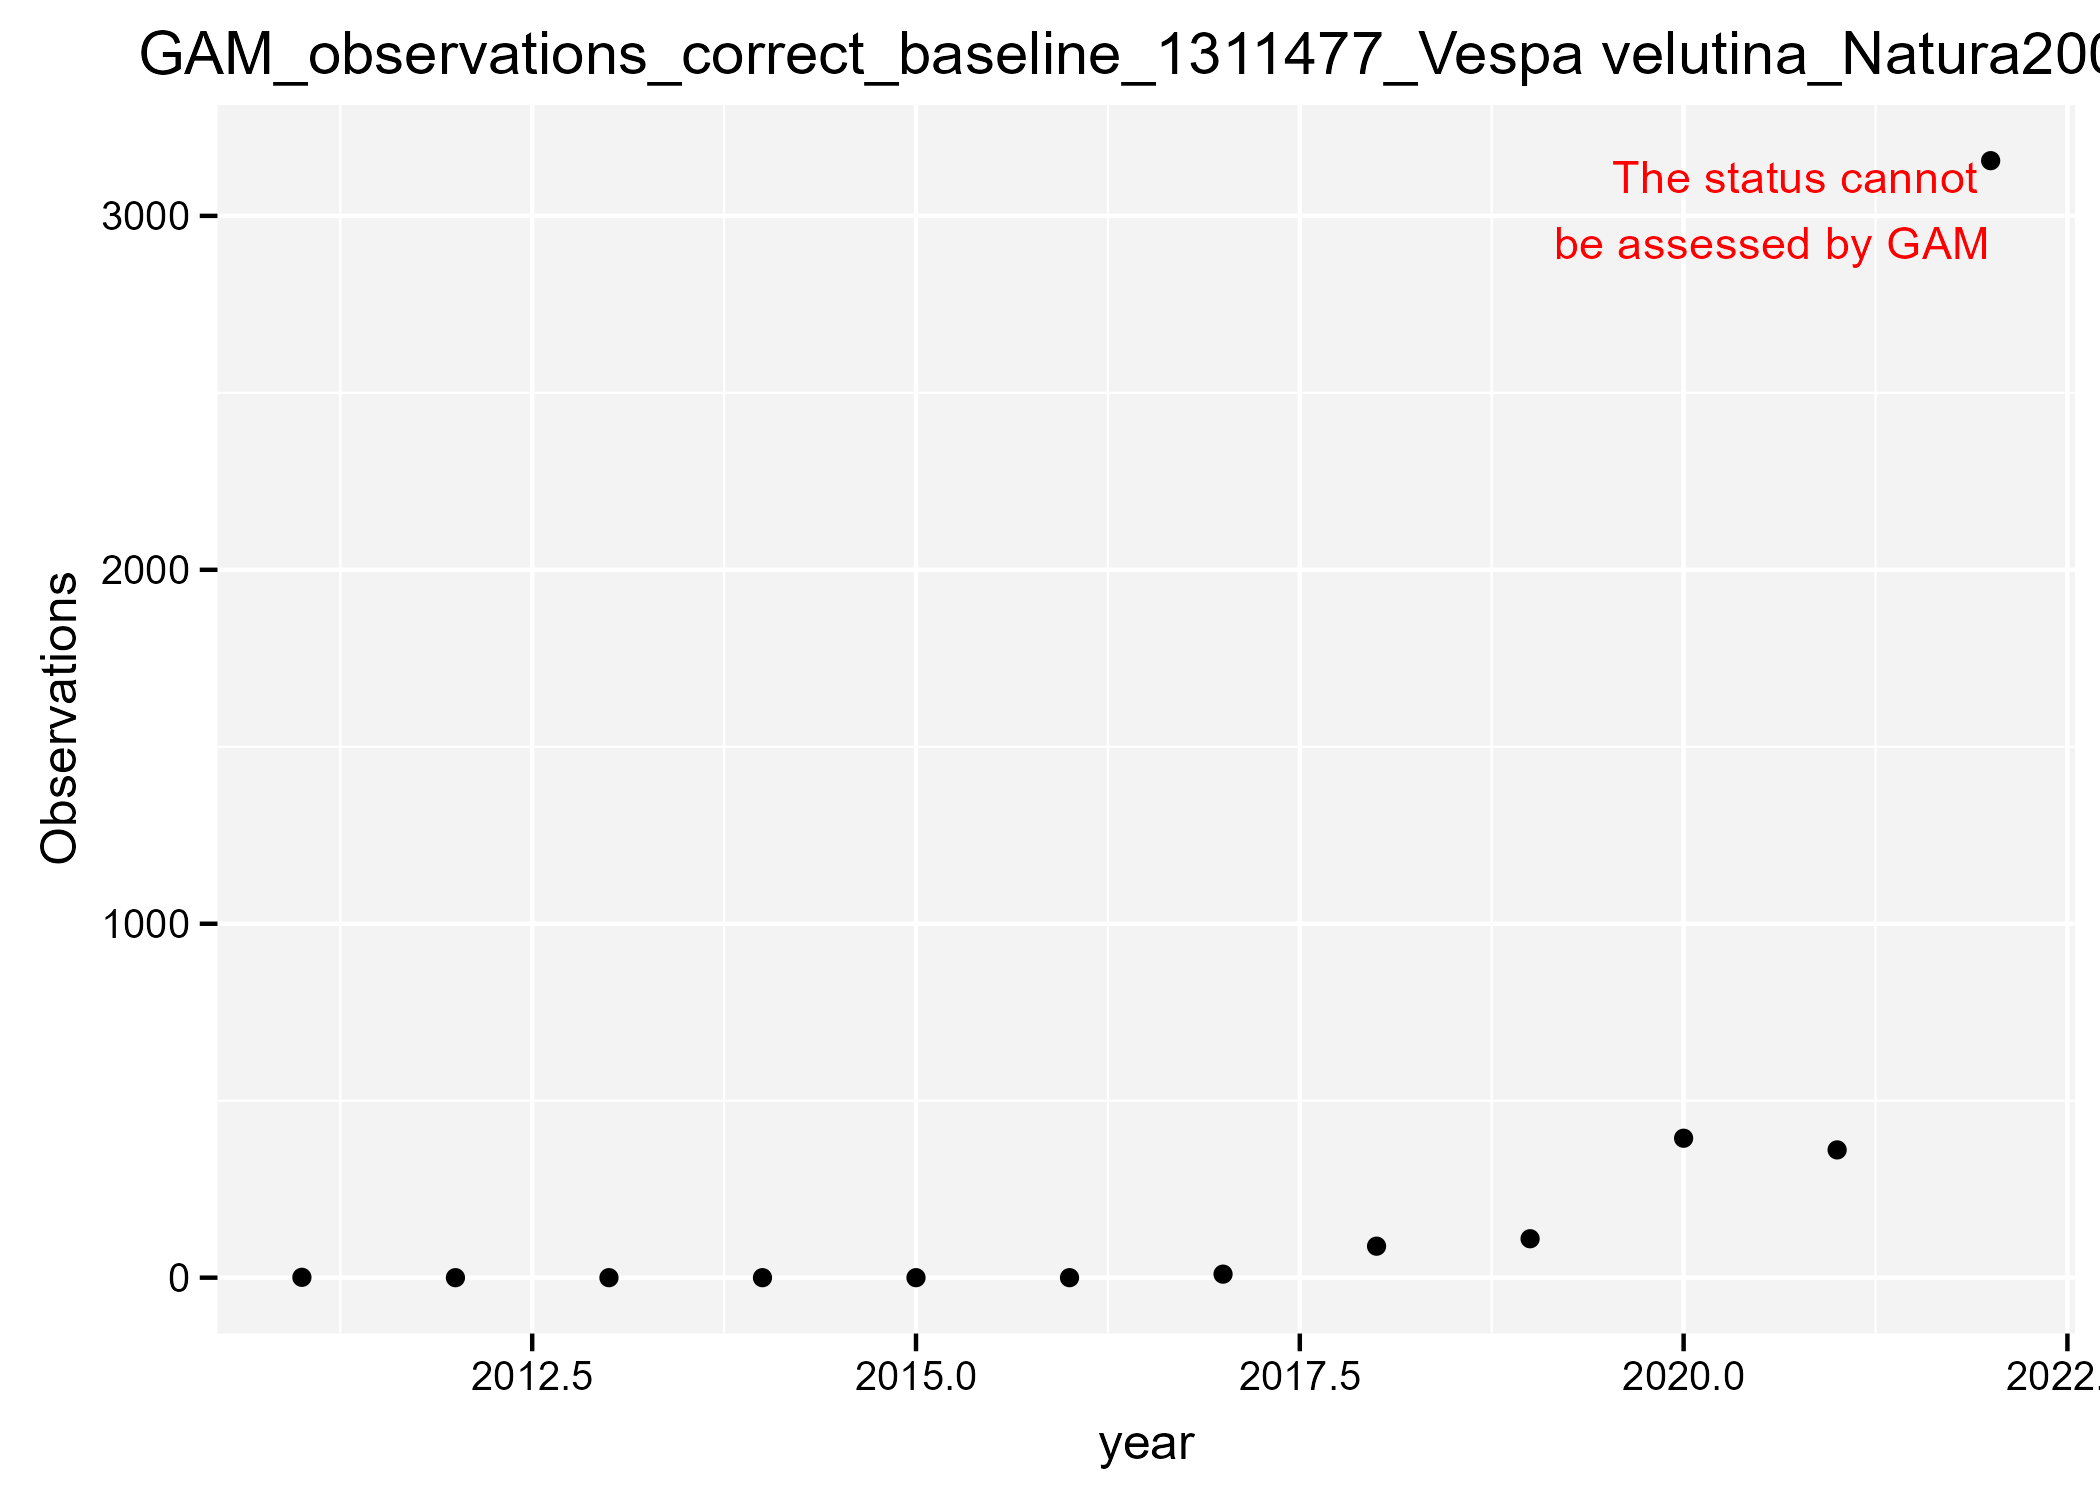 GAM_observations_correct_baseline_1311477_Vespa velutina_Natura200
The status cannot
be assessed by GAM
3000
2000
1000
0
Observations
2012.5
2015.0
2017.5
2020.0
2022.
year